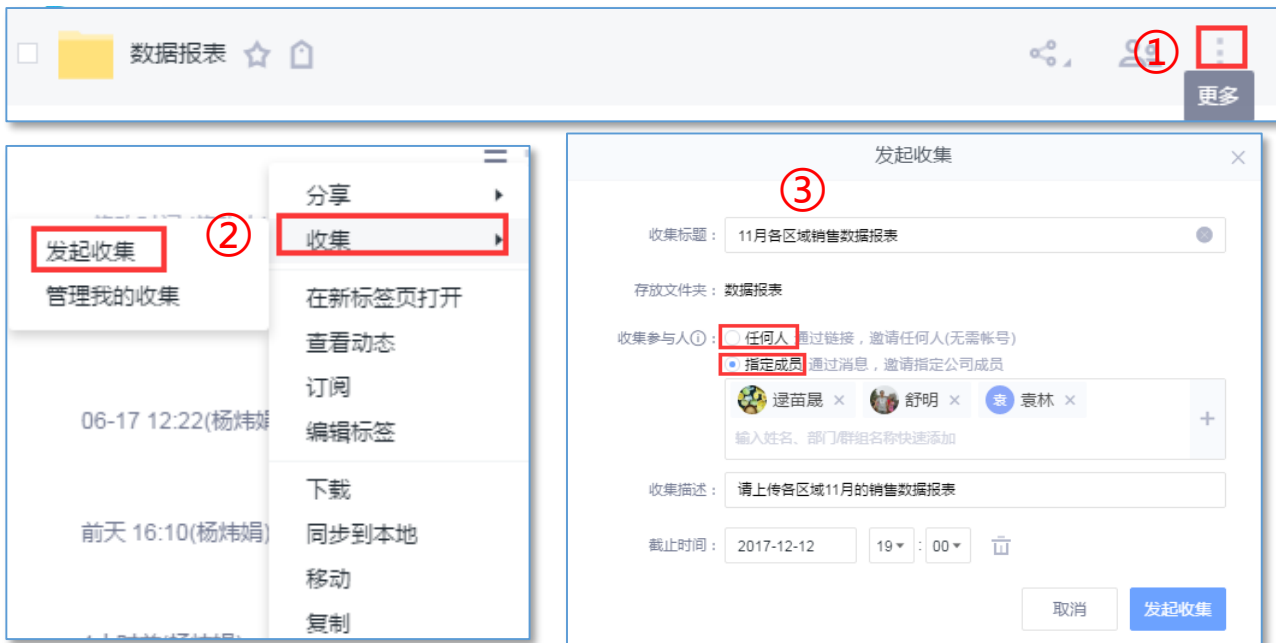 数据报表
①
更多
分享
②
收集
发起收集
管理我的收集
在新标签页打开
查看动态
订阅
06-17 12:22(杨炜娟
编辑标签
下载
前天 16:10(杨炜娟)
同步到本地
移动
复制
发起收集
③
收集标题： 11月各区域销售数据报表
存放文件夹： 数据报表
收集参与人： 任何人 通过链接，邀请任何人(无需帐号)
指定成员 通过消息，邀请指定公司成员
逯苗晟 × 舒明 × 袁 袁林 ×
输入姓名、部门/群组名称快速添加
收集描述： 请上传各区域11月的销售数据报表
截止时间： 2017-12-12 19 : 00
取消 发起收集